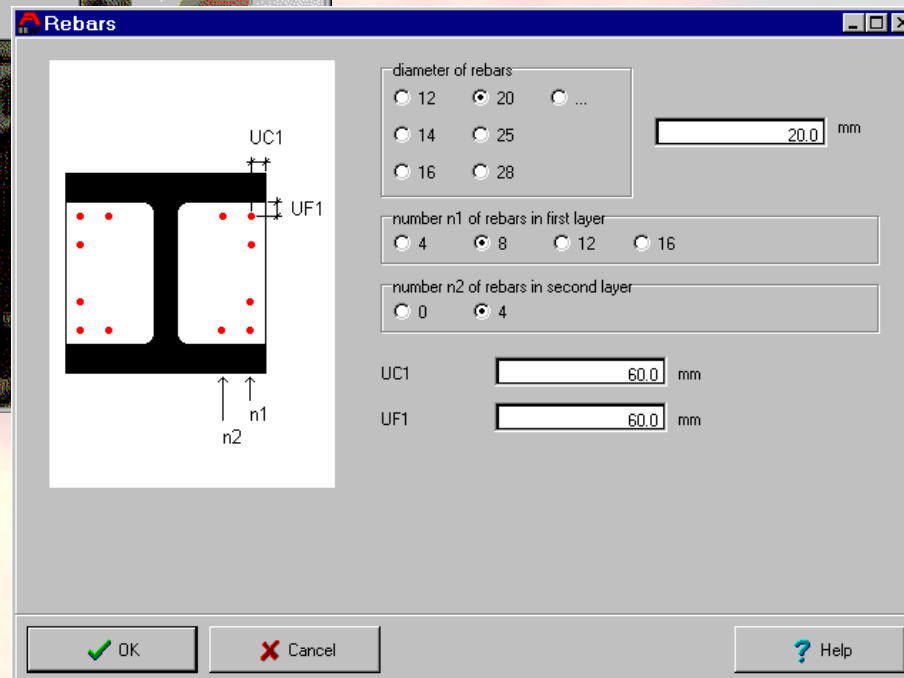 Rebars
UC1
UF1
n1
n2
diameter of rebars
12 20 ...
14 25
16 28
20.0 mm
number n1 of rebars in first layer
4 8 12 16
number n2 of rebars in second layer
0 4
UC1 60.0 mm
UF1 60.0 mm
OK Cancel Help